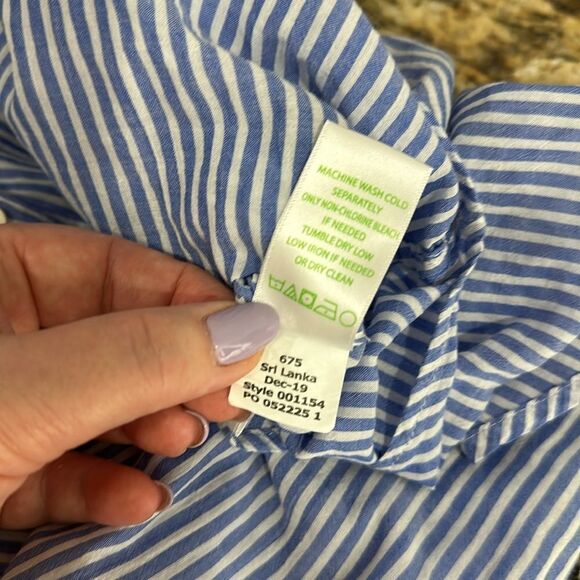 MACHINE WASH COLD
SEPARATELY
ONLY NON-CHLORINE BLEACH
IF NEEDED
TUMBLE DRY LOW
LOW IRON IF NEEDED
OR DRY CLEAN
675
Sri Lanka
Dec-19
Style 001154
PO 052225 1